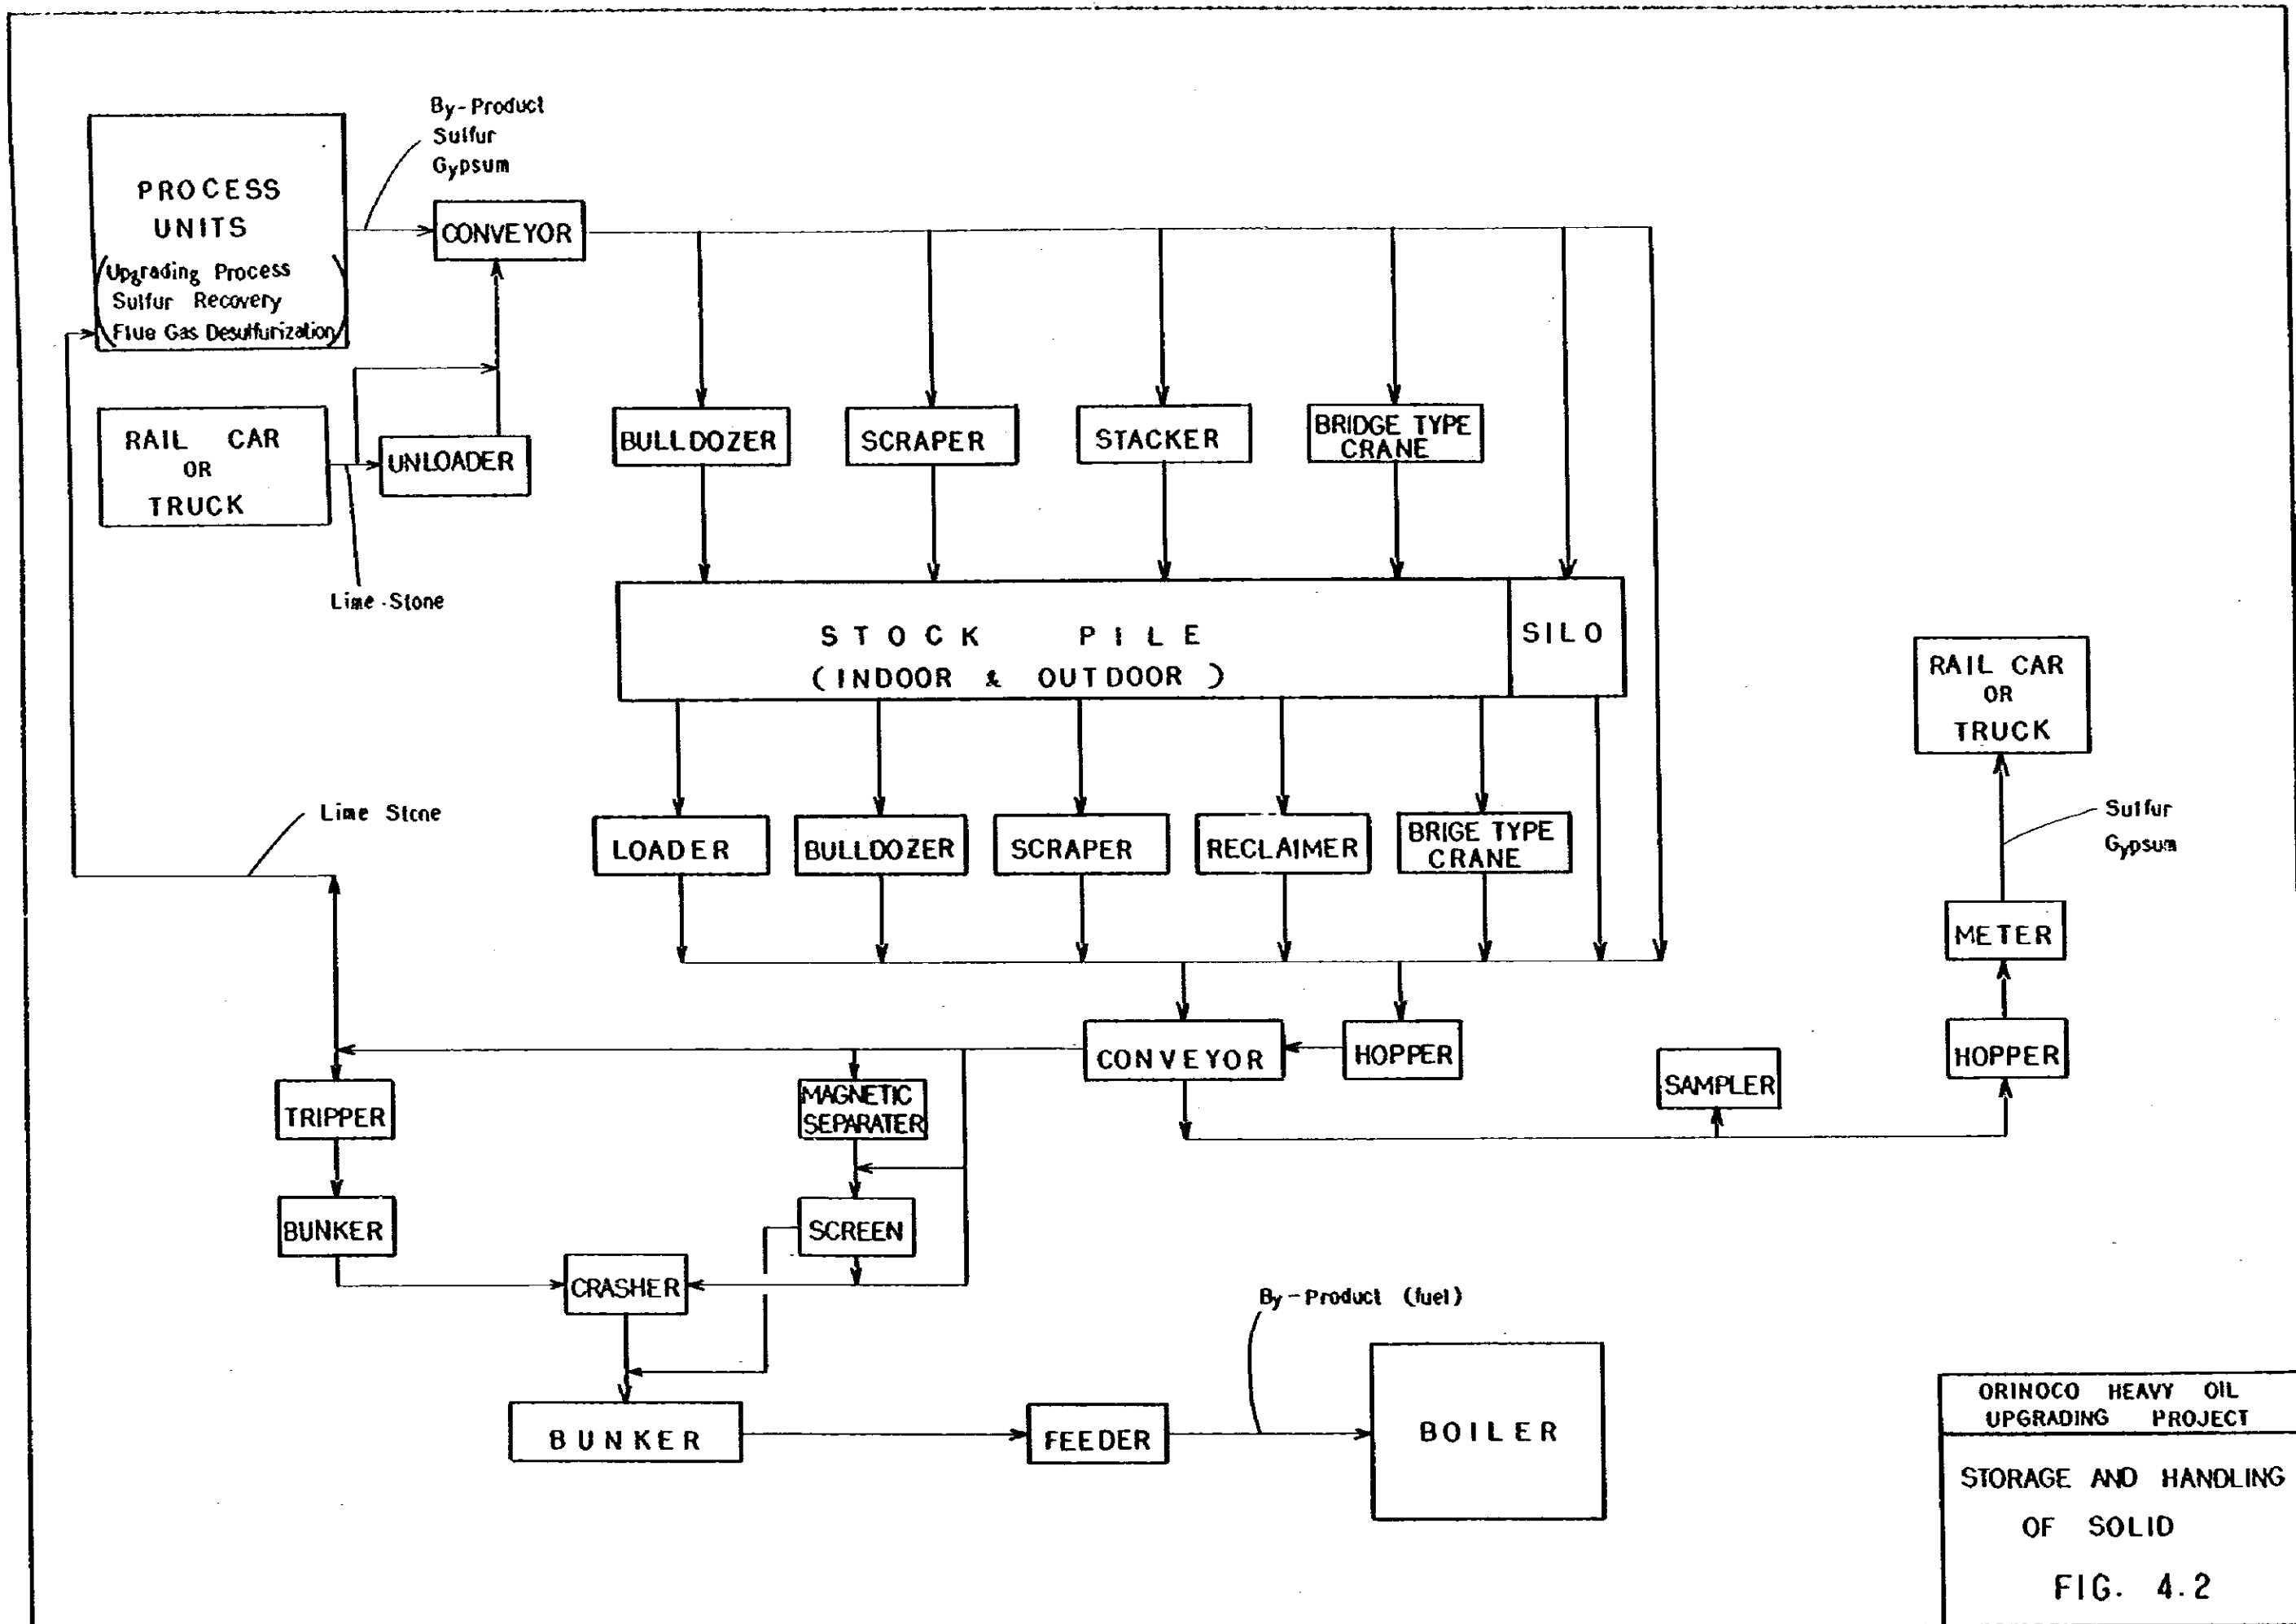 By-Product
Sulfur
Gypsum
PROCESS
UNITS
(Upgrading Process
Sulfur Recovery
Flue Gas Desulfurization)
CONVEYOR
RAIL CAR
OR
TRUCK
UNLOADER
Lime-Stone
BULLDOZER
SCRAPER
STACKER
BRIDGE TYPE
CRANE
STOCK PILE
(INDOOR & OUTDOOR)
SILO
RAIL CAR
OR
TRUCK
Lime Stone
LOADER
BULLDOZER
SCRAPER
RECLAIMER
BRIGE TYPE
CRANE
Sulfur
Gypsum
METER
CONVEYOR
HOPPER
HOPPER
SAMPLER
TRIPPER
MAGNETIC
SEPARATER
BUNKER
SCREEN
CRASHER
By-Product (fuel)
BUNKER
FEEDER
BOILER
ORINOCO HEAVY OIL
UPGRADING PROJECT
STORAGE AND HANDLING
OF SOLID
FIG. 4.2